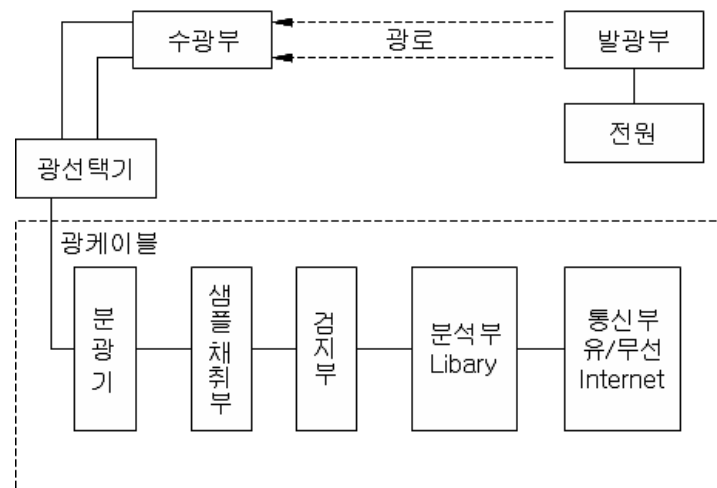 수광부
광로
발광부
전원
광선택기
광케이블
분
광
기
샘
플
채
취
부
검
지
부
분석부
Libary
통신부
유/무선
Internet